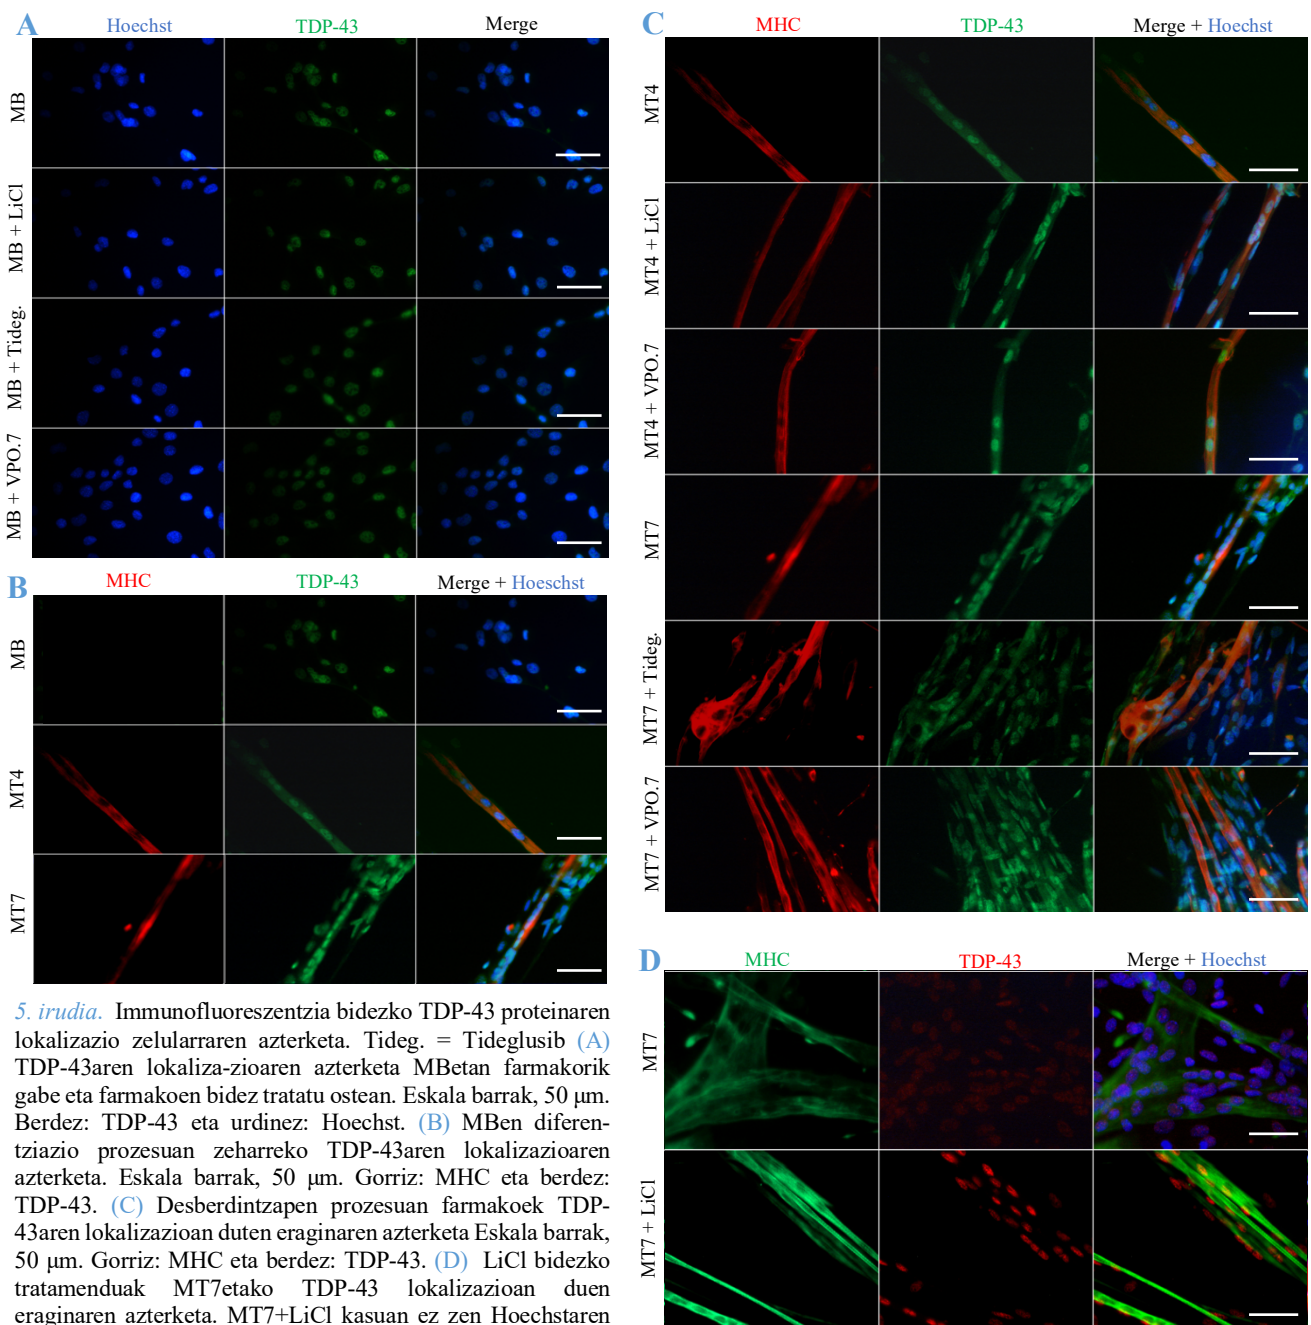 A
Hoechst TDP-43 Merge
MB
MB + LiCl
MB + Tideg.
MB + VPO.7
B
MHC TDP-43 Merge + Hoeschst
MB
MT4
MT7
5. irudia. Immunofluoreszentzia bidezko TDP-43 proteinaren
lokalizazio zelularraren azterketa. Tideg. = Tideglusib (A)
TDP-43aren lokaliza-zioaren azterketa MBetan farmakorik
gabe eta farmakoen bidez tratatu ostean. Eskala barrak, 50 µm.
Berdez: TDP-43 eta urdinez: Hoechst. (B) MBen diferen-
tziazio prozesuan zeharreko TDP-43aren lokalizazioaren
azterketa. Eskala barrak, 50 µm. Gorriz: MHC eta berdez:
TDP-43. (C) Desberdintzapen prozesuan farmakoek TDP-
43aren lokalizazioan duten eraginaren azterketa Eskala barrak,
50 µm. Gorriz: MHC eta berdez: TDP-43. (D) LiCl bidezko
tratamenduak MT7etako TDP-43 lokalizazioan duen
eraginaren azterketa. MT7+LiCl kasuan ez zen Hoechstaren
C
MHC TDP-43 Merge + Hoechst
MT4
MT4 + LiCl
MT4 + VPO.7
MT7
MT7 + Tideg.
MT7 + VPO.7
D
MHC TDP-43 Merge + Hoechst
MT7
MT7 + LiCl